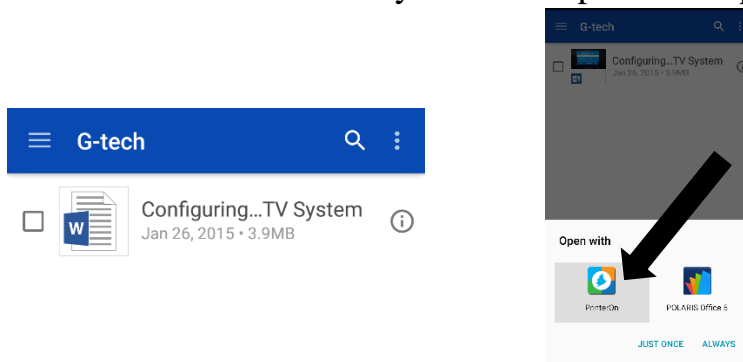 G-tech
Configuring...TV System
Jan 26, 2015 • 3.9MB
W
G-tech
Configuring...TV System
Jan 26, 2015 • 3.9MB
Open with
PrinterOn
POLARIS Office 5
JUST ONCE ALWAYS